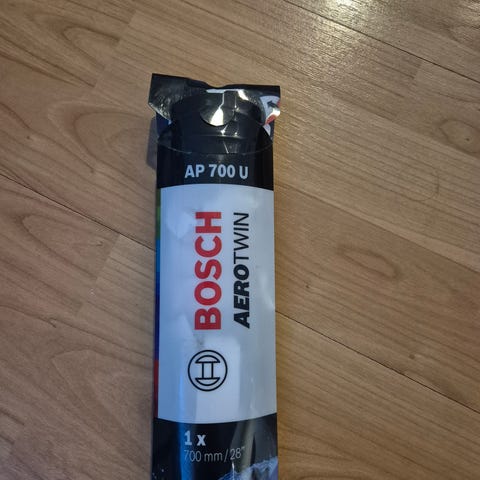 AP 700 U
BOSCH
AEROTWIN
1 x
700 mm/28"